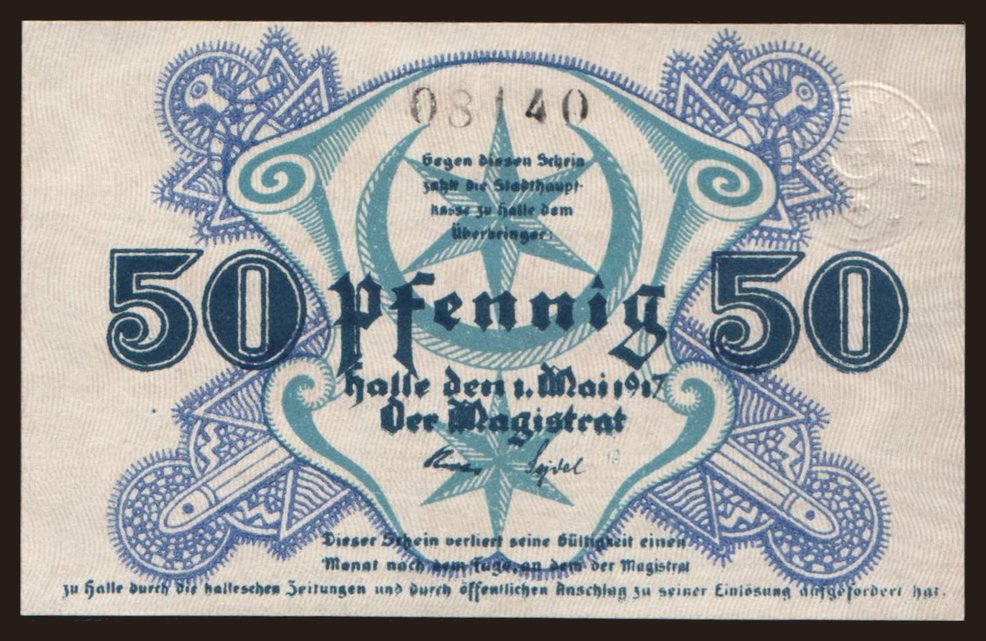 08140
Gegen diesen Schein
zahlt die Stadthaupt-
kasse zu Halle dem
Überbringer:
50 Pfennig 50
Halle den 1. Mai 1917
Der Magistrat
Seydel
Dieser Schein verliert seine Gültigkeit einen
Monat nach dem Tage, an dem der Magistrat
zu Halle durch die halleschen Zeitungen und durch öffentlichen Anschlag zu seiner Einlösung aufgefordert hat.